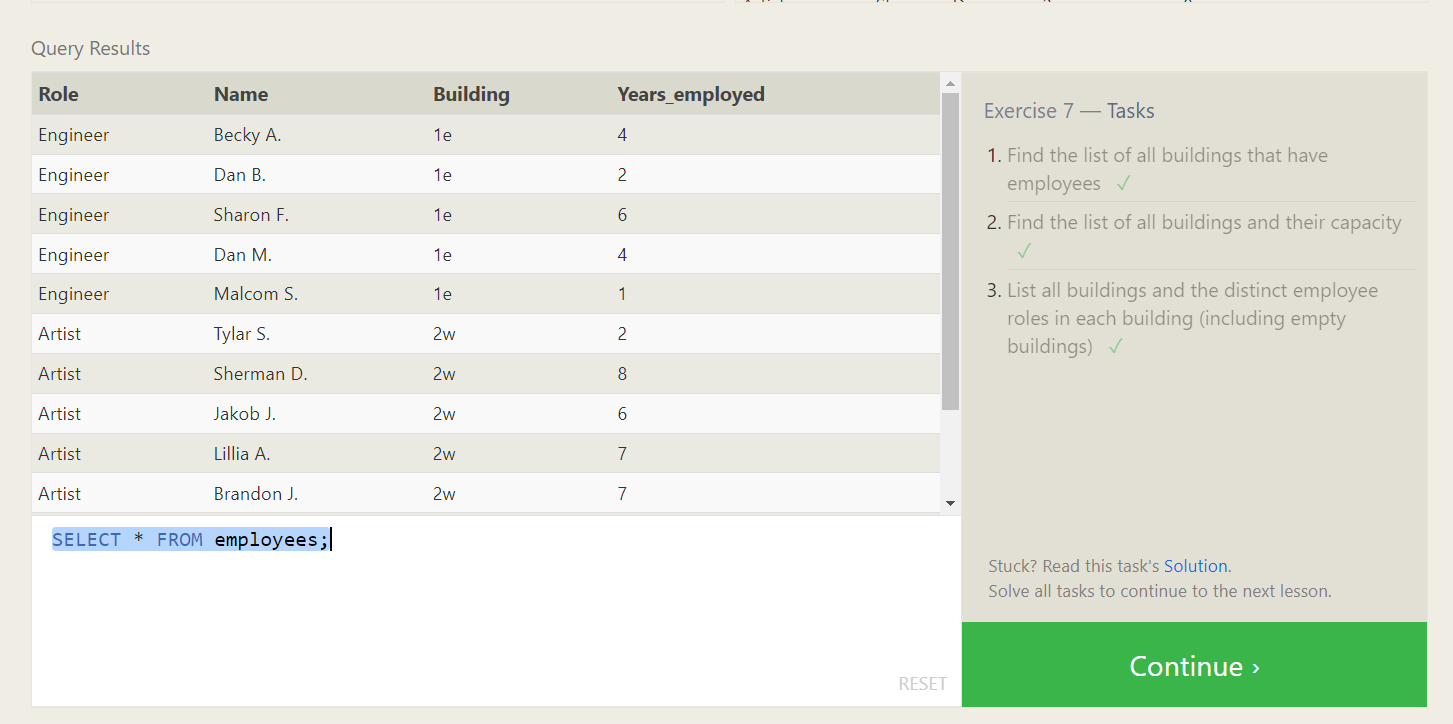 Query Results
Role Name Building Years_employed
Engineer Becky A. 1e 4
Engineer Dan B. 1e 2
Engineer Sharon F. 1e 6
Engineer Dan M. 1e 4
Engineer Malcom S. 1e 1
Artist Tylar S. 2w 2
Artist Sherman D. 2w 8
Artist Jakob J. 2w 6
Artist Lillia A. 2w 7
Artist Brandon J. 2w 7
SELECT * FROM employees;
RESET
Exercise 7 — Tasks
1. Find the list of all buildings that have
employees ✓
2. Find the list of all buildings and their capacity
✓
3. List all buildings and the distinct employee
roles in each building (including empty
buildings) ✓
Stuck? Read this task's Solution.
Solve all tasks to continue to the next lesson.
Continue ›